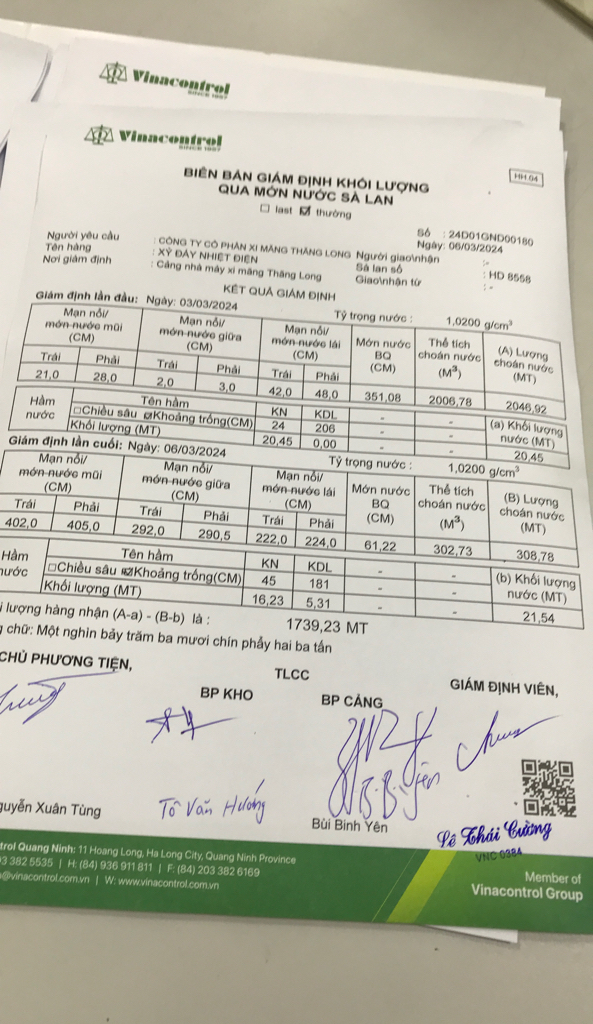 Vinacontrol
SINCE 1957
Vinacontrol
SINCE 1957
HH.04
BIÊN BẢN GIÁM ĐỊNH KHỐI LƯỢNG
QUA MỚN NƯỚC SÀ LAN
☐ last ☑ thường
Số : 24D01GND00180
Ngày: 06/03/2024
Người yêu cầu : CÔNG TY CỔ PHẦN XI MĂNG THĂNG LONG Người giao\nhận :-
Tên hàng : XỶ ĐÁY NHIỆT ĐIỆN Sà lan số : HD 8558
Nơi giám định : Cảng nhà máy xi măng Thăng Long Giao\nhận từ :-
KẾT QUẢ GIÁM ĐỊNH
Giám định lần đầu: Ngày: 03/03/2024 Tỷ trọng nước : 1,0200 g/cm³
Mạn nổi/ mớn nước mũi (CM) Mạn nổi/ mớn nước giữa (CM) Mạn nổi/ mớn nước lái (CM) Mớn nước BQ (CM) Thể tích choán nước (M³) (A) Lượng choán nước (MT)
Trái Phải Trái Phải Trái Phải
21,0 28,0 2,0 3,0 42,0 48,0 351,08 2006,78 2046,92
Hầm nước Tên hầm KN KDL - - (a) Khối lượng nước (MT)
☐Chiều sâu ☑Khoảng trống(CM) 24 206 - -
Khối lượng (MT) 20,45 0,00 - - 20,45
Giám định lần cuối: Ngày: 06/03/2024 Tỷ trọng nước : 1,0200 g/cm³
Mạn nổi/ mớn nước mũi (CM) Mạn nổi/ mớn nước giữa (CM) Mạn nổi/ mớn nước lái (CM) Mớn nước BQ (CM) Thể tích choán nước (M³) (B) Lượng choán nước (MT)
Trái Phải Trái Phải Trái Phải
402,0 405,0 292,0 290,5 222,0 224,0 61,22 302,73 308,78
Hầm nước Tên hầm KN KDL - - (b) Khối lượng nước (MT)
☐Chiều sâu ☑Khoảng trống(CM) 45 181 - -
Khối lượng (MT) 16,23 5,31 - - 21,54
lượng hàng nhận (A-a) - (B-b) là : 1739,23 MT
chữ: Một nghìn bảy trăm ba mươi chín phẩy hai ba tấn
CHỦ PHƯƠNG TIỆN, TLCC GIÁM ĐỊNH VIÊN,
BP KHO BP CẢNG
B.B.Yên
guyễn Xuân Tùng Tô Văn Hướng Bùi Bình Yên Lê Thái Cường
VNC 0384
trol Quang Ninh: 11 Hoang Long, Ha Long City, Quang Ninh Province
03 382 5535 | H: (84) 936 911 811 | F: (84) 203 382 6169
@vinacontrol.com.vn | W: www.vinacontrol.com.vn
Member of
Vinacontrol Group